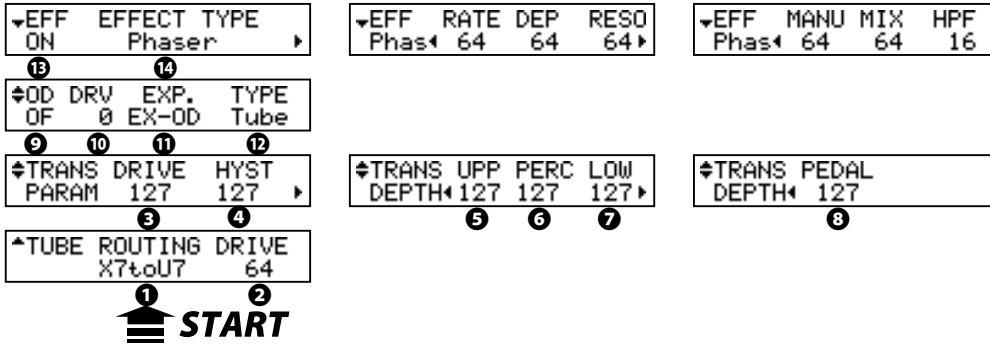 EFF EFFECT TYPE
ON Phaser
13 14
EFF RATE DEP RESO
Phas 64 64 64
EFF MANU MIX HPF
Phas 64 64 16
OD DRV EXP. TYPE
OF 0 EX-OD Tube
9 10 11 12
TRANS DRIVE HYST
PARAM 127 127
3 4
TRANS UPP PERC LOW
DEPTH 127 127 127
5 6 7
TRANS PEDAL
DEPTH 127
8
TUBE ROUTING DRIVE
X7toU7 64
1 2
START